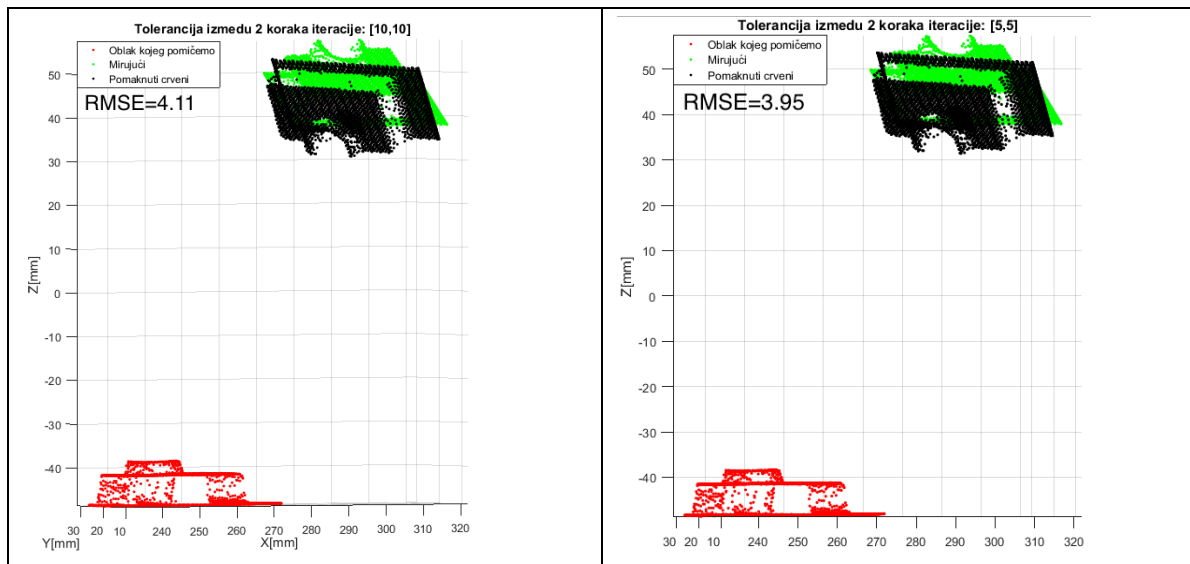 Tolerancija izmedu 2 koraka iteracije: [10,10]
Oblak kojeg pomičemo
Mirujući
Pomaknuti crveni
RMSE=4.11
50
40
30
20
10
0
-10
-20
-30
-40
Z[mm]
30 20 10 240 250 260 270 280 290 300 310 320
Y[mm] X[mm]
Tolerancija izmedu 2 koraka iteracije: [5,5]
Oblak kojeg pomičemo
Mirujući
Pomaknuti crveni
RMSE=3.95
50
40
30
20
10
0
-10
-20
-30
-40
Z[mm]
30 20 10 240 250 260 270 280 290 300 310 320